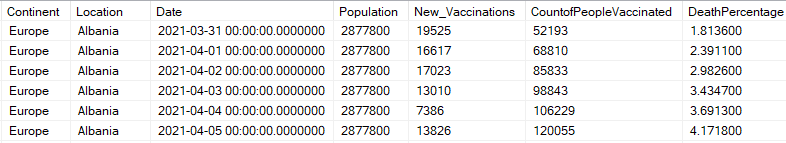 Continent Location Date Population New_Vaccinations CountofPeopleVaccinated DeathPercentage
Europe Albania 2021-03-31 00:00:00.0000000 2877800 19525 52193 1.813600
Europe Albania 2021-04-01 00:00:00.0000000 2877800 16617 68810 2.391100
Europe Albania 2021-04-02 00:00:00.0000000 2877800 17023 85833 2.982600
Europe Albania 2021-04-03 00:00:00.0000000 2877800 13010 98843 3.434700
Europe Albania 2021-04-04 00:00:00.0000000 2877800 7386 106229 3.691300
Europe Albania 2021-04-05 00:00:00.0000000 2877800 13826 120055 4.171800